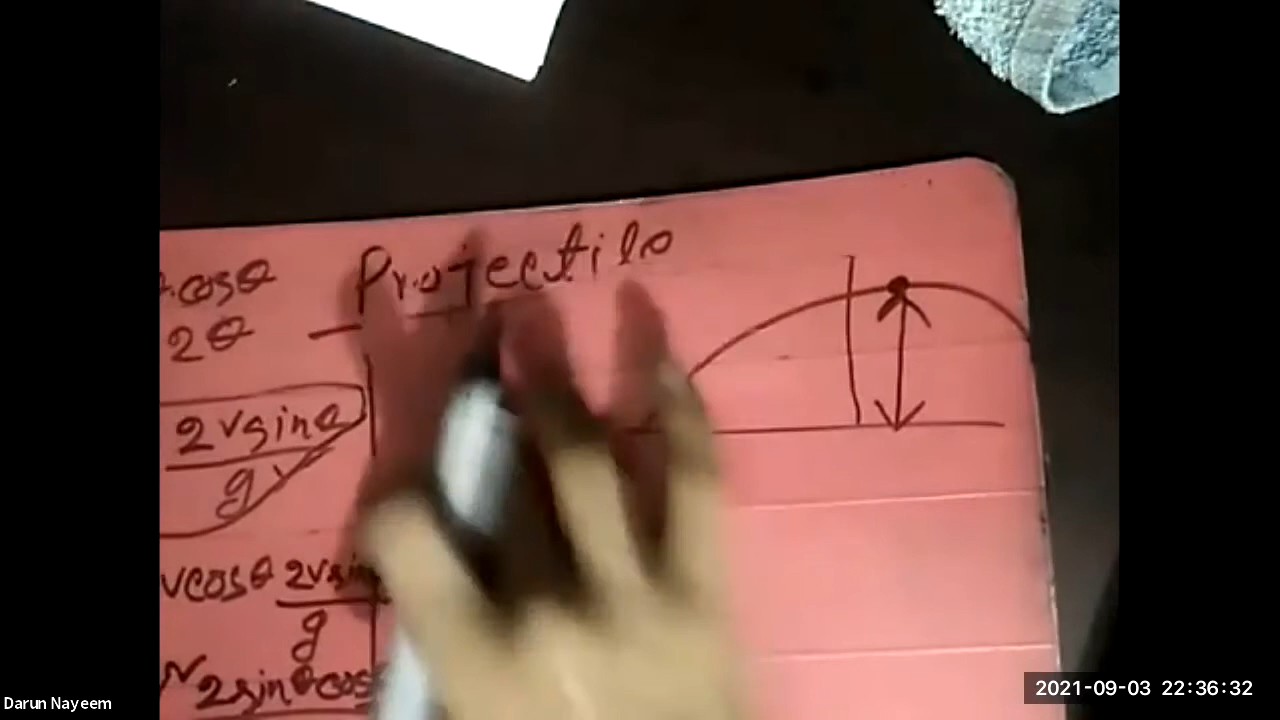 cosθ
2θ
Projectile
2vsinθ
g
vcosθ 2vsin
g
2sinθcos
Darun Nayeem
2021-09-03 22:36:32